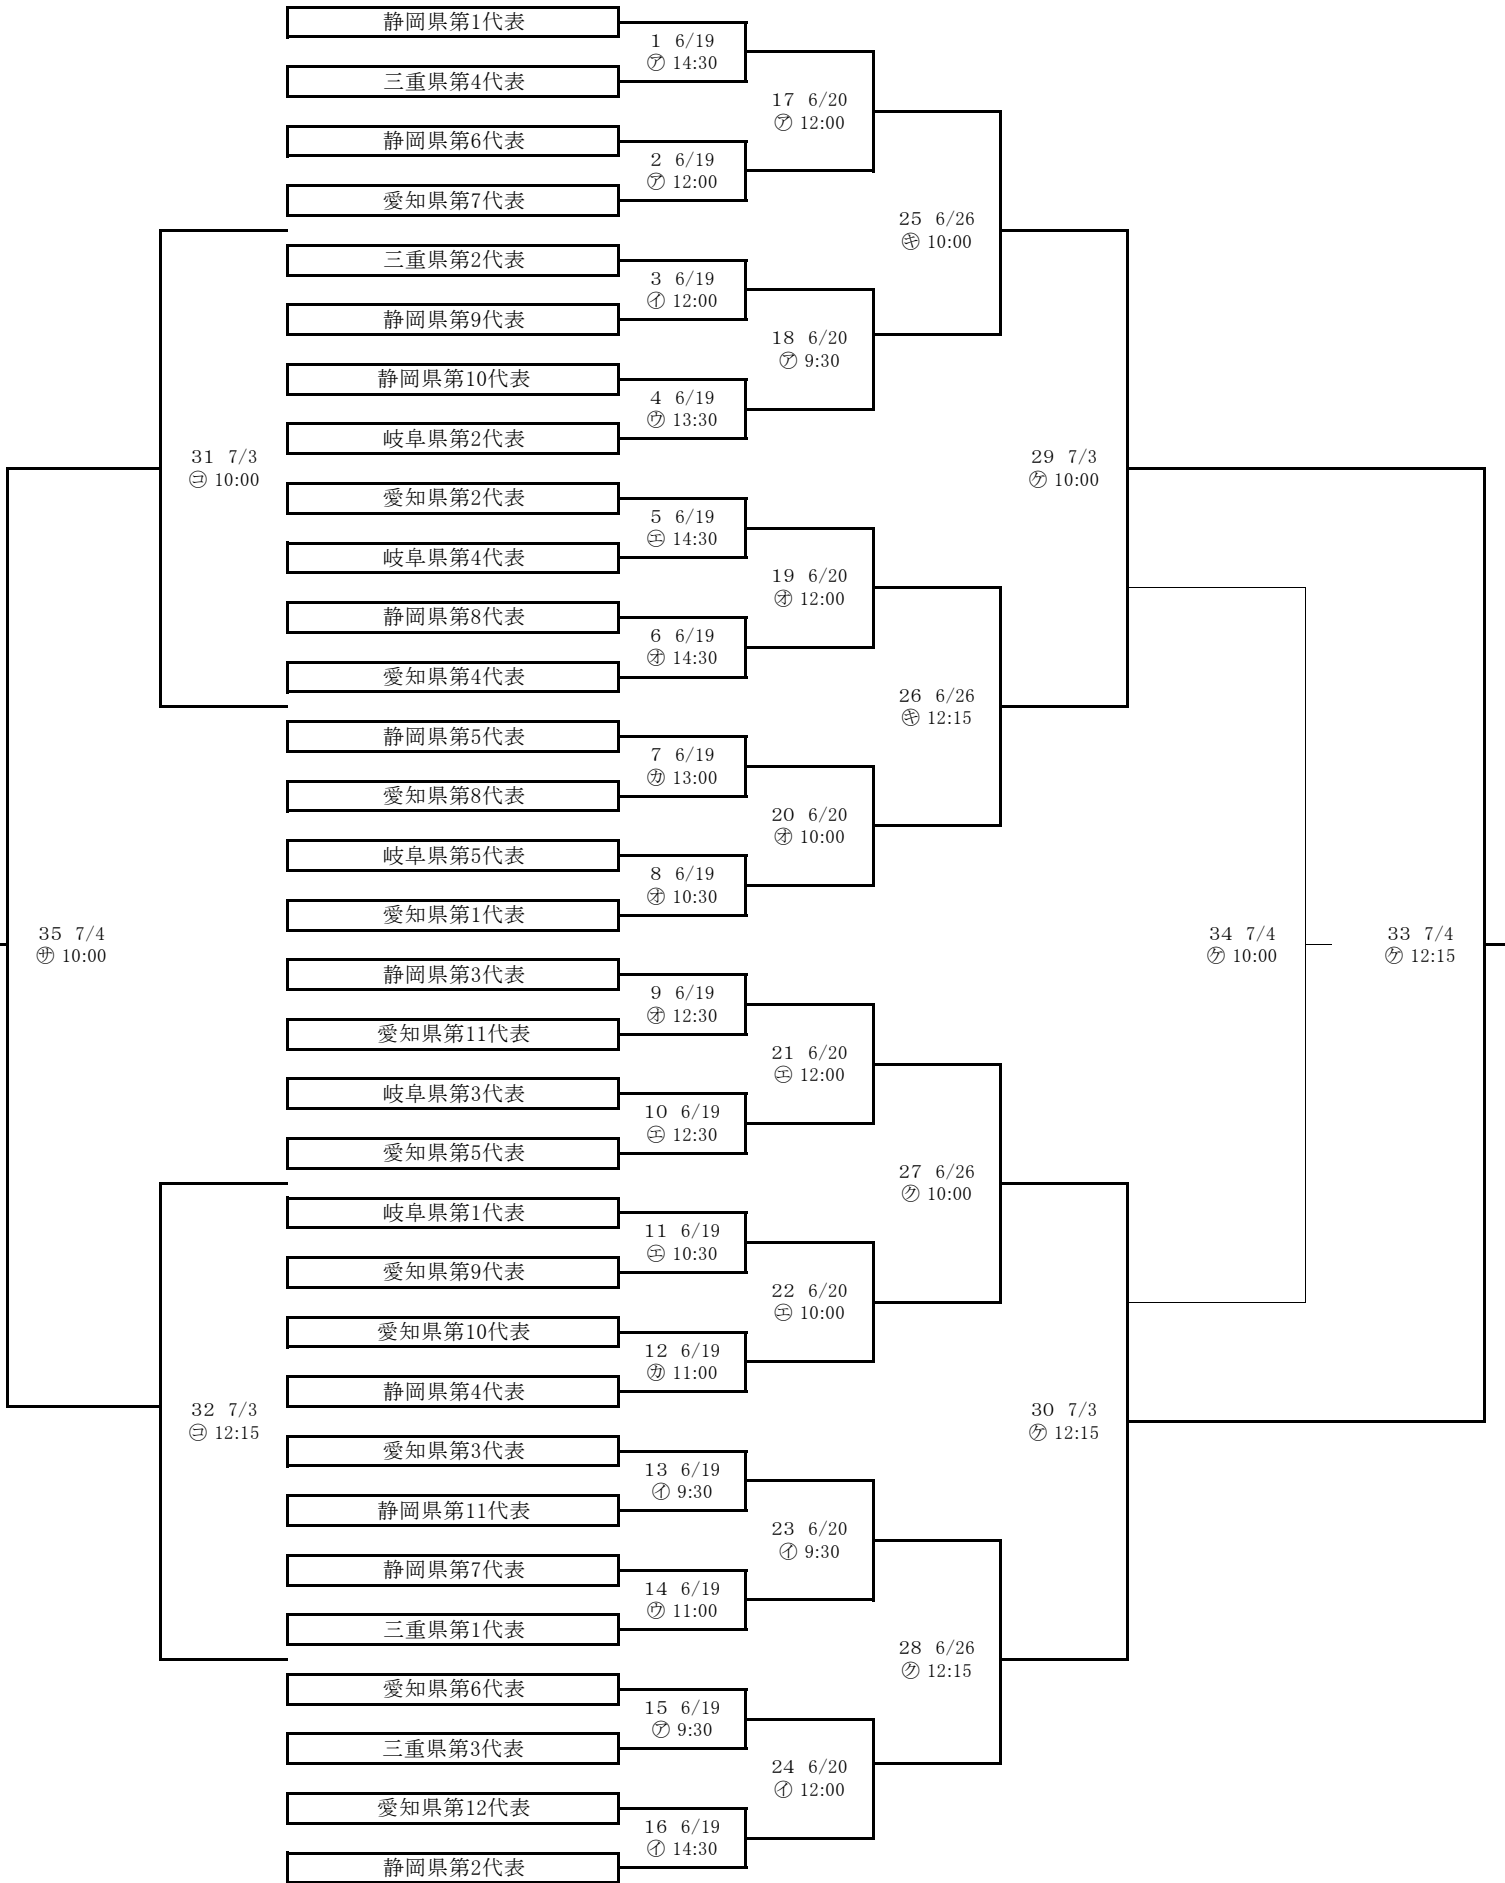 静岡県第1代表
1 6/19
㋐ 14:30
三重県第4代表
17 6/20
㋐ 12:00
静岡県第6代表
2 6/19
㋐ 12:00
愛知県第7代表
25 6/26
㋖ 10:00
三重県第2代表
3 6/19
㋑ 12:00
静岡県第9代表
18 6/20
㋐ 9:30
静岡県第10代表
4 6/19
㋒ 13:30
岐阜県第2代表
31 7/3
㋙ 10:00
29 7/3
㋘ 10:00
愛知県第2代表
5 6/19
㋓ 14:30
岐阜県第4代表
19 6/20
㋔ 12:00
静岡県第8代表
6 6/19
㋔ 14:30
愛知県第4代表
26 6/26
㋖ 12:15
静岡県第5代表
7 6/19
㋕ 13:00
愛知県第8代表
20 6/20
㋔ 10:00
岐阜県第5代表
8 6/19
㋔ 10:30
愛知県第1代表
35 7/4
㋚ 10:00
34 7/4
㋘ 10:00
33 7/4
㋘ 12:15
静岡県第3代表
9 6/19
㋔ 12:30
愛知県第11代表
21 6/20
㋓ 12:00
岐阜県第3代表
10 6/19
㋓ 12:30
愛知県第5代表
27 6/26
㋗ 10:00
岐阜県第1代表
11 6/19
㋓ 10:30
愛知県第9代表
22 6/20
㋓ 10:00
愛知県第10代表
12 6/19
㋕ 11:00
静岡県第4代表
32 7/3
㋙ 12:15
30 7/3
㋘ 12:15
愛知県第3代表
13 6/19
㋑ 9:30
静岡県第11代表
23 6/20
㋑ 9:30
静岡県第7代表
14 6/19
㋒ 11:00
三重県第1代表
28 6/26
㋗ 12:15
愛知県第6代表
15 6/19
㋐ 9:30
三重県第3代表
24 6/20
㋑ 12:00
愛知県第12代表
16 6/19
㋑ 14:30
静岡県第2代表